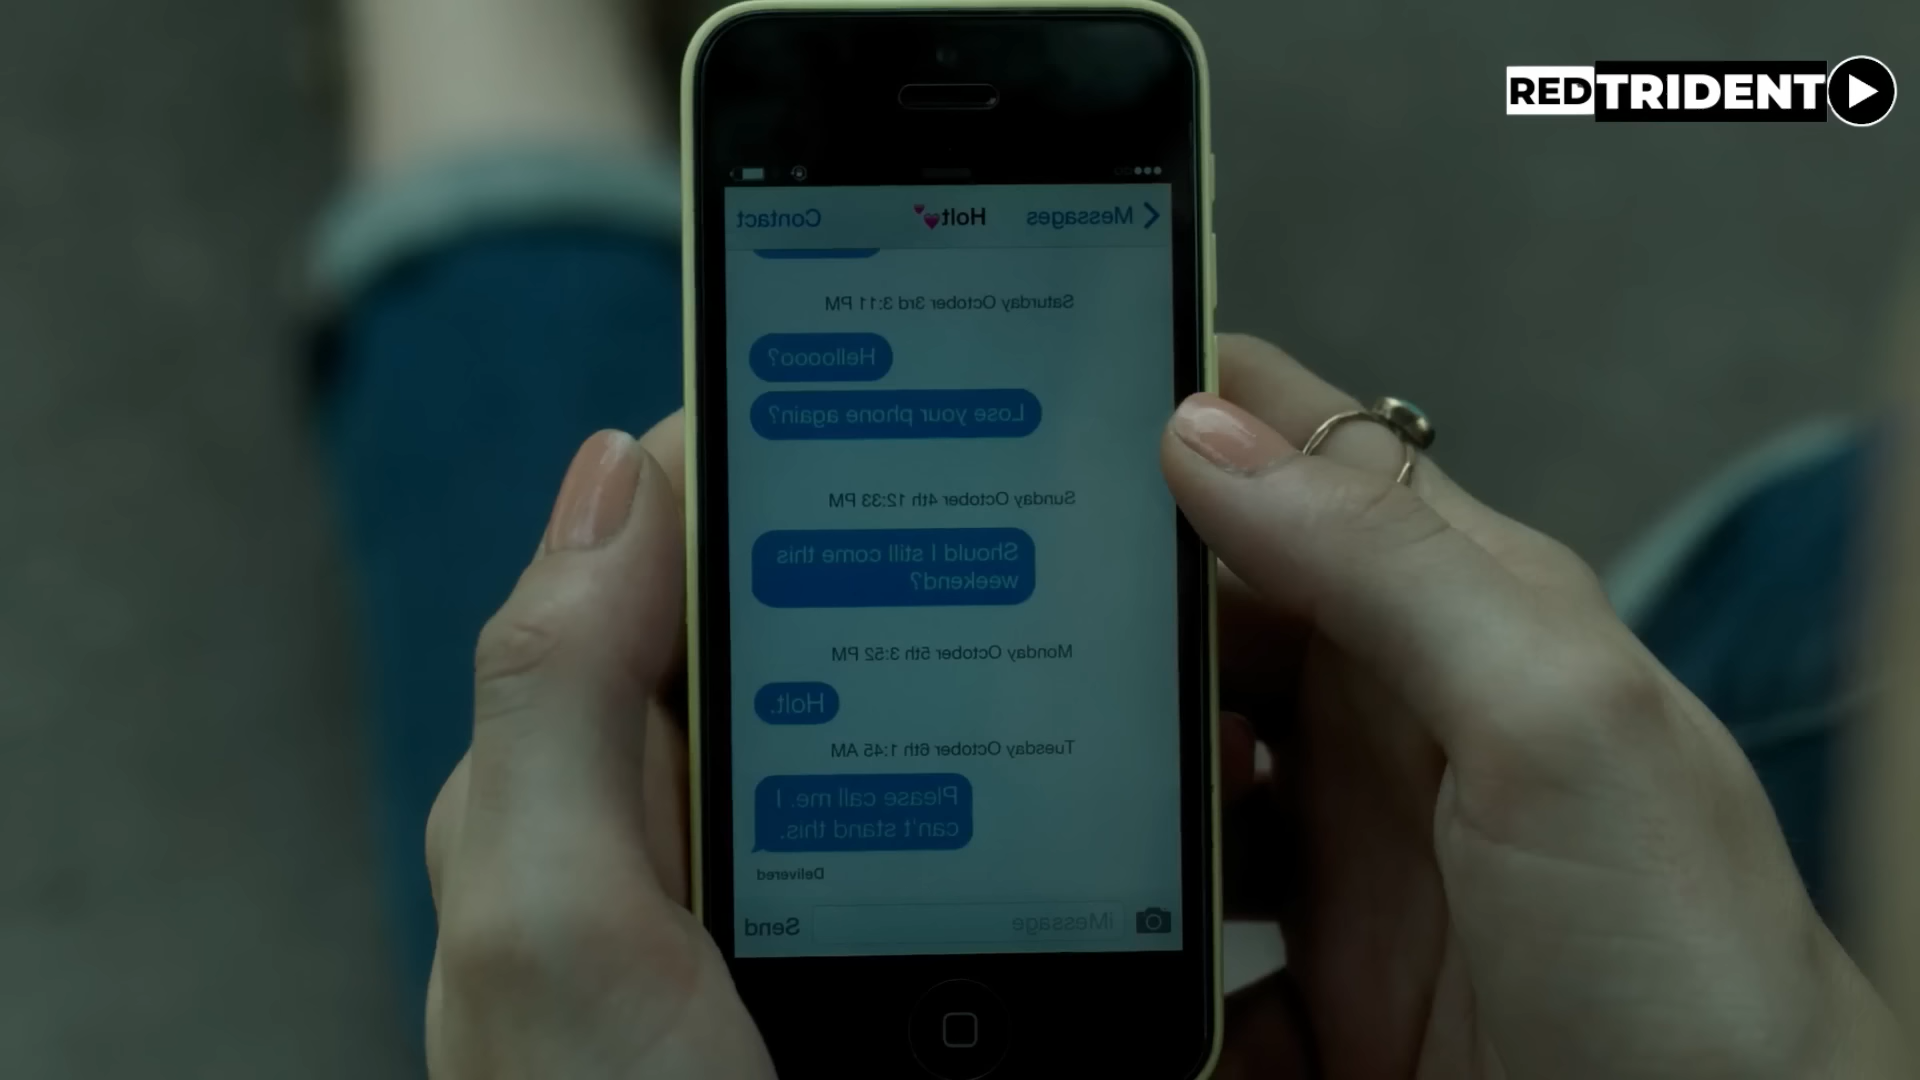 REDTRIDENT
Messages Holt💕 Contact
Saturday October 3rd 3:11 PM
Helloooo?
Lose your phone again?
Sunday October 4th 12:33 PM
Should I still come this
weekend?
Monday October 5th 3:52 PM
Holt.
Tuesday October 6th 1:45 AM
Please call me. I
can't stand this.
Delivered
iMessage Send